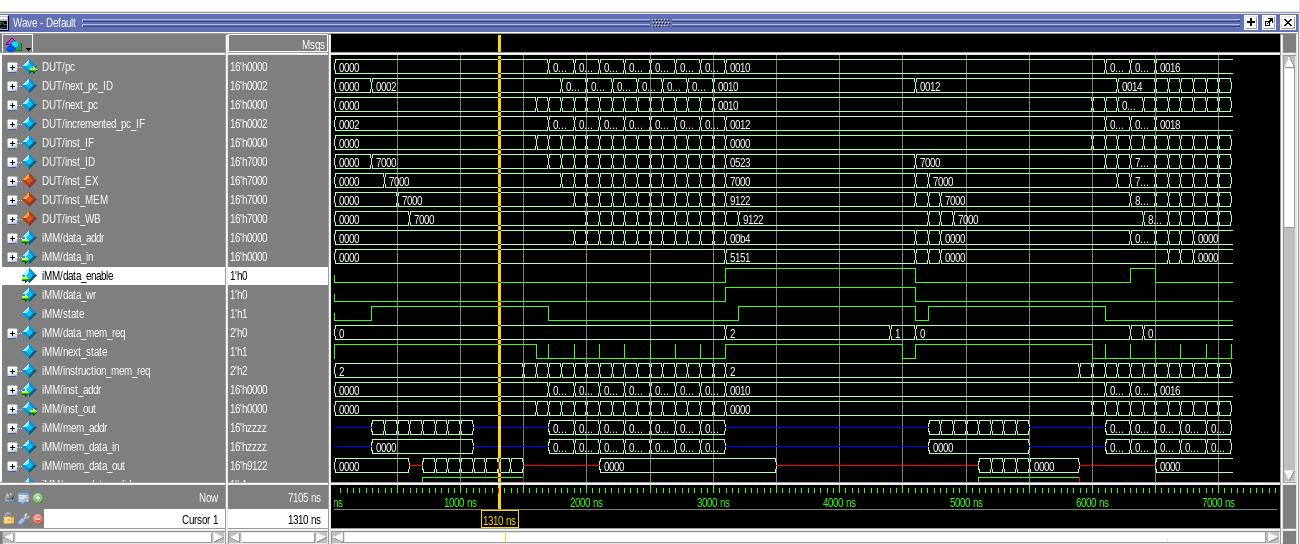 Wave - Default
Msgs
DUT/pc 16'h0000 0000 0... 0... 0... 0... 0... 0... 0... 0010 0... 0... 0016
DUT/next_pc_ID 16'h0002 0000 0002 0... 0... 0... 0... 0... 0... 0010 0012 0014
DUT/next_pc 16'h0000 0000 0010 0...
DUT/incremented_pc_IF 16'h0002 0002 0... 0... 0... 0... 0... 0... 0... 0012 0... 0... 0018
DUT/inst_IF 16'h0000 0000 0000
DUT/inst_ID 16'h7000 0000 7000 0523 7000 7...
DUT/inst_EX 16'h7000 0000 7000 7000 7000 7...
DUT/inst_MEM 16'h7000 0000 7000 9122 7000 8...
DUT/inst_WB 16'h7000 0000 7000 9122 7000 8...
iMM/data_addr 16'h0000 0000 00b4 0000 0... 0000
iMM/data_in 16'h0000 0000 5151 0000 0000
iMM/data_enable 1'h0
iMM/data_wr 1'h0
iMM/state 1'h1
iMM/data_mem_req 2'h0 0 2 1 0 0
iMM/next_state 1'h1
iMM/instruction_mem_req 2'h2 2 2
iMM/inst_addr 16'h0000 0000 0... 0... 0... 0... 0... 0... 0... 0010 0... 0... 0016
iMM/inst_out 16'h0000 0000 0000
iMM/mem_addr 16'hzzzz 0... 0... 0... 0... 0... 0... 0... 0... 0... 0... 0...
iMM/mem_data_in 16'hzzzz 0000 0... 0... 0... 0... 0... 0... 0... 0000 0... 0... 0... 0...
iMM/mem_data_out 16'h9122 0000 0000 0000 0000
Now 7105 ns ns 1000 ns 2000 ns 3000 ns 4000 ns 5000 ns 6000 ns 7000 ns
Cursor 1 1310 ns 1310 ns